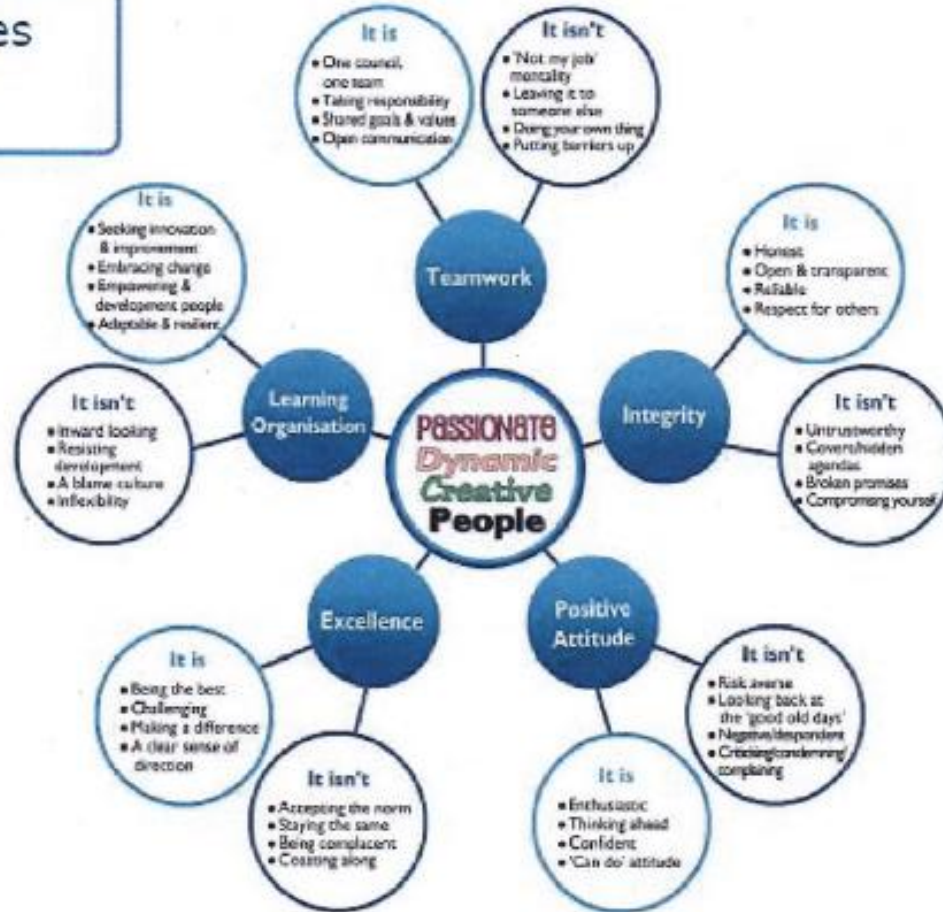 es
It is
• One council,
one team
• Taking responsibility
• Shared goals & values
• Open communication
It isn't
• 'Not my job'
mentality
• Leaving it to
someone else
• Doing your own thing
• Putting barriers up
Teamwork
It is
• Seeking innovation
& improvement
• Embracing change
• Empowering &
development people
• Adaptable & resilient
It isn't
• Inward looking
• Resisting
development
• A blame culture
• Inflexibility
Learning
Organisation
It is
• Honest
• Open & transparent
• Reliable
• Respect for others
It isn't
• Untrustworthy
• Covert/hidden
agendas
• Broken promises
• Compromising yourself
Integrity
PASSIONATE
Dynamic
Creative
People
Excellence
It is
• Being the best
• Challenging
• Making a difference
• A clear sense of
direction
It isn't
• Accepting the norm
• Staying the same
• Being complacent
• Coasting along
Positive
Attitude
It isn't
• Risk averse
• Looking back at
the 'good old days'
• Negative/despondent
• Criticising/condemning/
complaining
It is
• Enthusiastic
• Thinking ahead
• Confident
• 'Can do' attitude